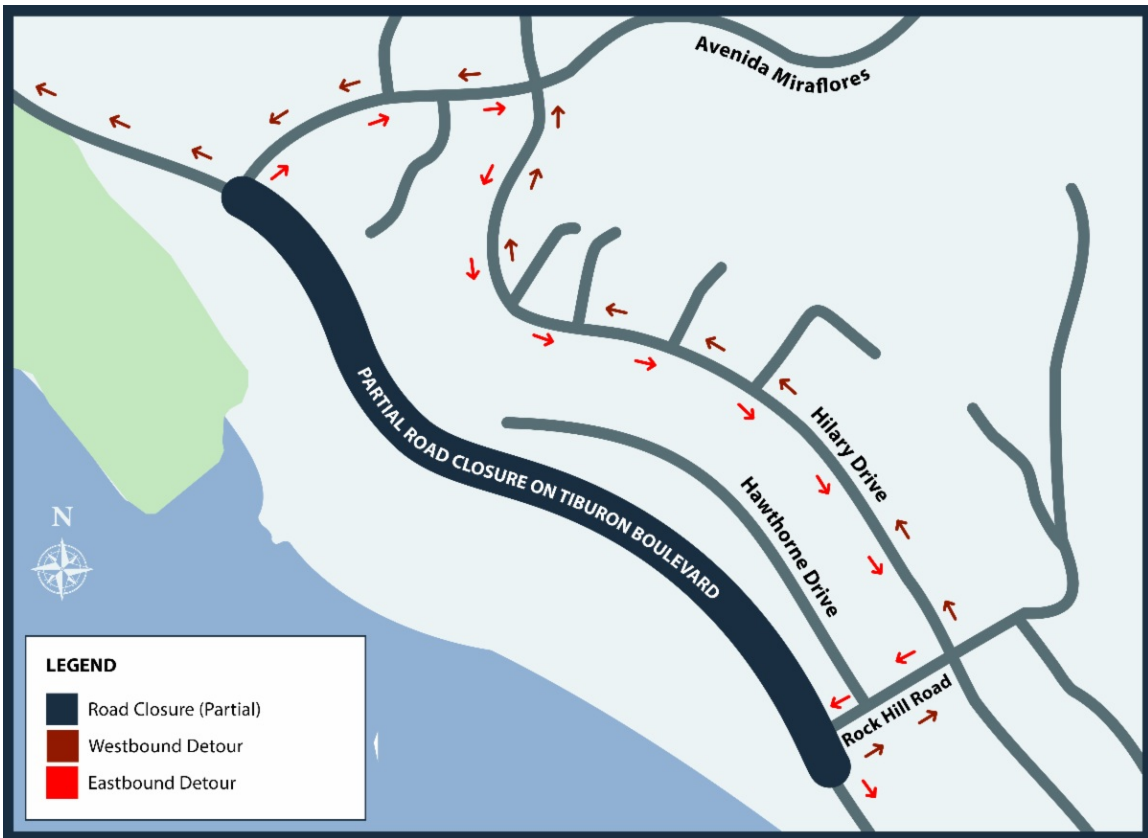 Avenida Miraflores
PARTIAL ROAD CLOSURE ON TIBURON BOULEVARD
Hilary Drive
Hawthorne Drive
N
Rock Hill Road
LEGEND
Road Closure (Partial)
Westbound Detour
Eastbound Detour